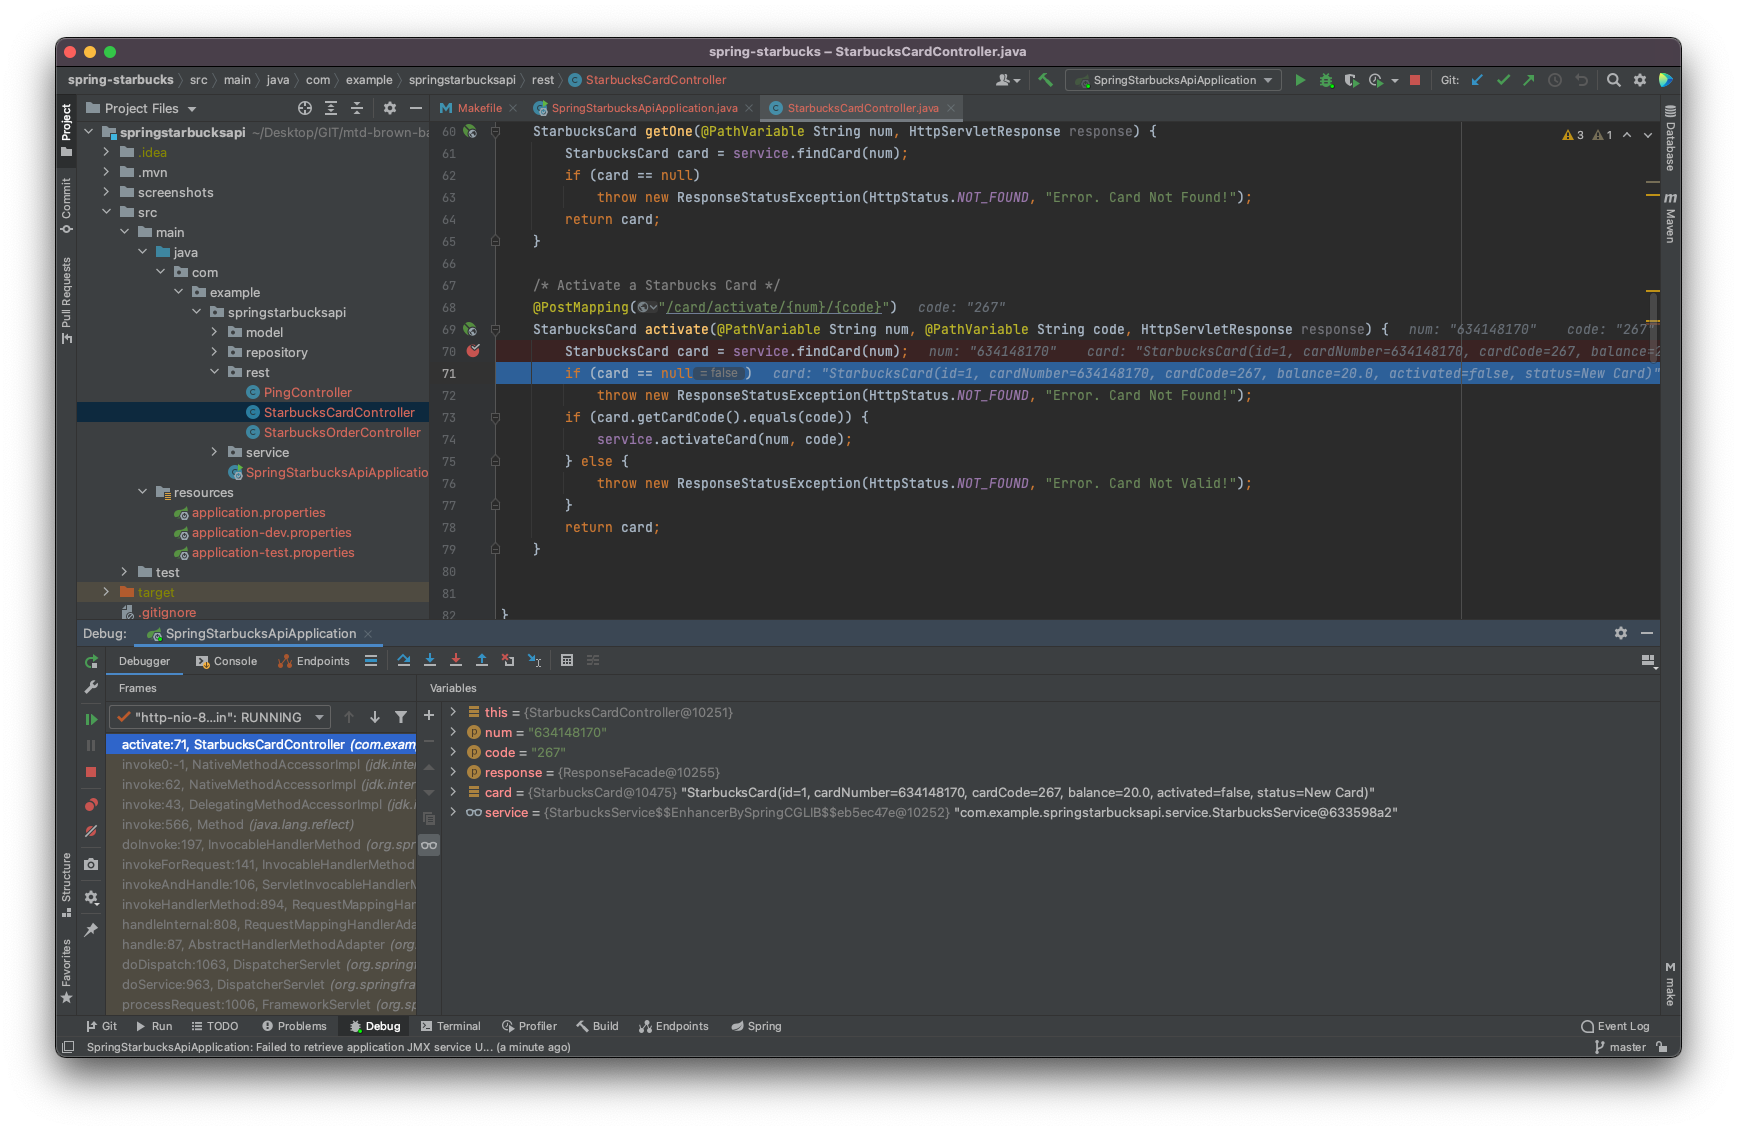 spring-starbucks – StarbucksCardController.java
spring-starbucks src main java com example springstarbucksapi rest StarbucksCardController
SpringStarbucksApiApplication
Git:
Project
Commit
Pull Requests
Structure
Favorites
Project Files
springstarbucksapi ~/Desktop/GIT/mtd-brown-ba
.idea
.mvn
screenshots
src
main
java
com
example
springstarbucksapi
model
repository
rest
PingController
StarbucksCardController
StarbucksOrderController
service
SpringStarbucksApiApplicatio
resources
application.properties
application-dev.properties
application-test.properties
test
target
.gitignore
Makefile SpringStarbucksApiApplication.java StarbucksCardController.java
3 1
60 StarbucksCard getOne(@PathVariable String num, HttpServletResponse response) {
61 StarbucksCard card = service.findCard(num);
62 if (card == null)
63 throw new ResponseStatusException(HttpStatus.NOT_FOUND, "Error. Card Not Found!");
64 return card;
65 }
66
67 /* Activate a Starbucks Card */
68 @PostMapping("/card/activate/{num}/{code}") code: "267"
69 StarbucksCard activate(@PathVariable String num, @PathVariable String code, HttpServletResponse response) { num: "634148170" code: "267"
70 StarbucksCard card = service.findCard(num); num: "634148170" card: "StarbucksCard(id=1, cardNumber=634148170, cardCode=267, balance=2
71 if (card == null = false ) card: "StarbucksCard(id=1, cardNumber=634148170, cardCode=267, balance=20.0, activated=false, status=New Card)"
72 throw new ResponseStatusException(HttpStatus.NOT_FOUND, "Error. Card Not Found!");
73 if (card.getCardCode().equals(code)) {
74 service.activateCard(num, code);
75 } else {
76 throw new ResponseStatusException(HttpStatus.NOT_FOUND, "Error. Card Not Valid!");
77 }
78 return card;
79 }
80
81
82 }
Database
Maven
make
Debug: SpringStarbucksApiApplication
Debugger Console Endpoints
Frames
"http-nio-8...in": RUNNING
activate:71, StarbucksCardController (com.exam
invoke0:-1, NativeMethodAccessorImpl (jdk.inter
invoke:62, NativeMethodAccessorImpl (jdk.inter
invoke:43, DelegatingMethodAccessorImpl (jdk.i
invoke:566, Method (java.lang.reflect)
doInvoke:197, InvocableHandlerMethod (org.spr
invokeForRequest:141, InvocableHandlerMethod
invokeAndHandle:106, ServletInvocableHandlerM
invokeHandlerMethod:894, RequestMappingHan
handleInternal:808, RequestMappingHandlerAda
handle:87, AbstractHandlerMethodAdapter (org.
doDispatch:1063, DispatcherServlet (org.springf
doService:963, DispatcherServlet (org.springfra
processRequest:1006, FrameworkServlet (org.sp
Variables
this = {StarbucksCardController@10251}
num = "634148170"
code = "267"
response = {ResponseFacade@10255}
card = {StarbucksCard@10475} "StarbucksCard(id=1, cardNumber=634148170, cardCode=267, balance=20.0, activated=false, status=New Card)"
service = {StarbucksService$$EnhancerBySpringCGLIB$$eb5ec47e@10252} "com.example.springstarbucksapi.service.StarbucksService@633598a2"
Git Run TODO Problems Debug Terminal Profiler Build Endpoints Spring Event Log
SpringStarbucksApiApplication: Failed to retrieve application JMX service U... (a minute ago) master